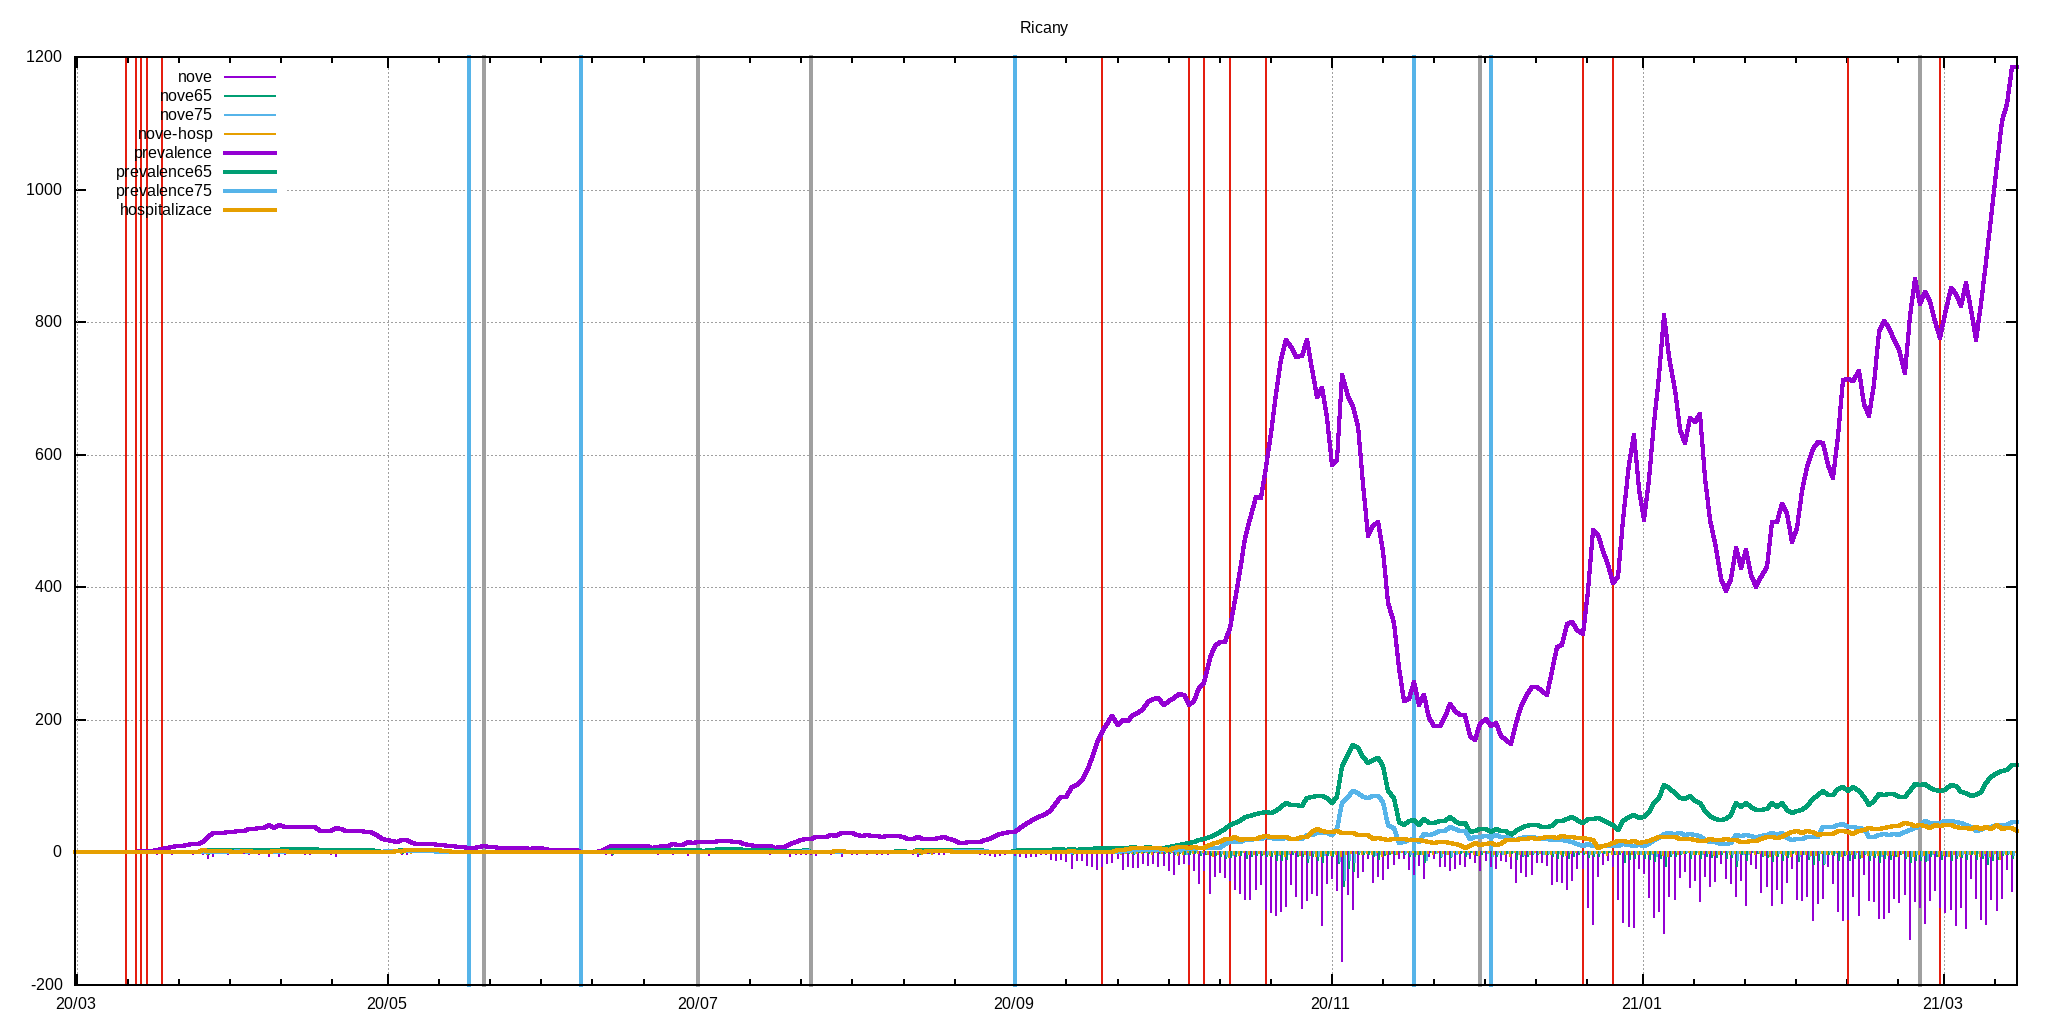 Ricany
1200
nove
nove65
nove75
nove-hosp
prevalence
prevalence65
prevalence75
hospitalizace
1000
800
600
400
200
0
-200
20/03 20/05 20/07 20/09 20/11 21/01 21/03